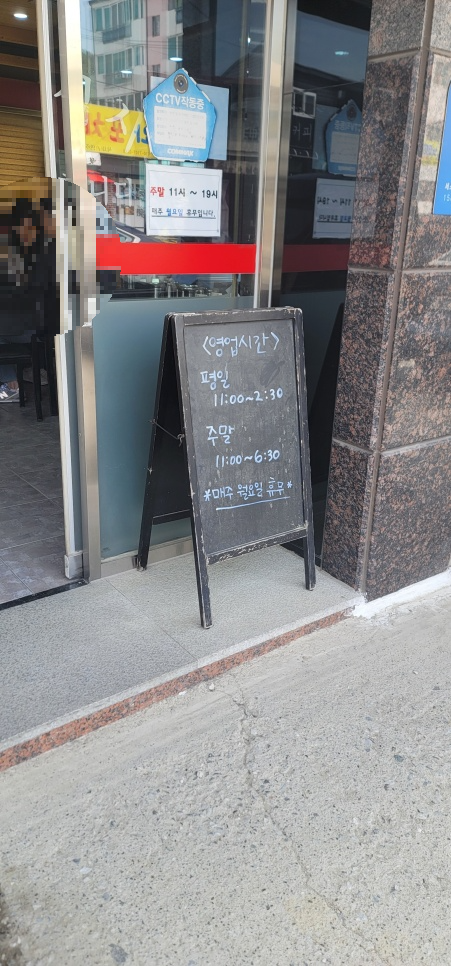 CCTV작동중
주말 11시 ~ 19시
매주 월요일 휴무입니다.
<영업시간>
평일
11:00~2:30
주말
11:00~6:30
*매주 월요일 휴무*